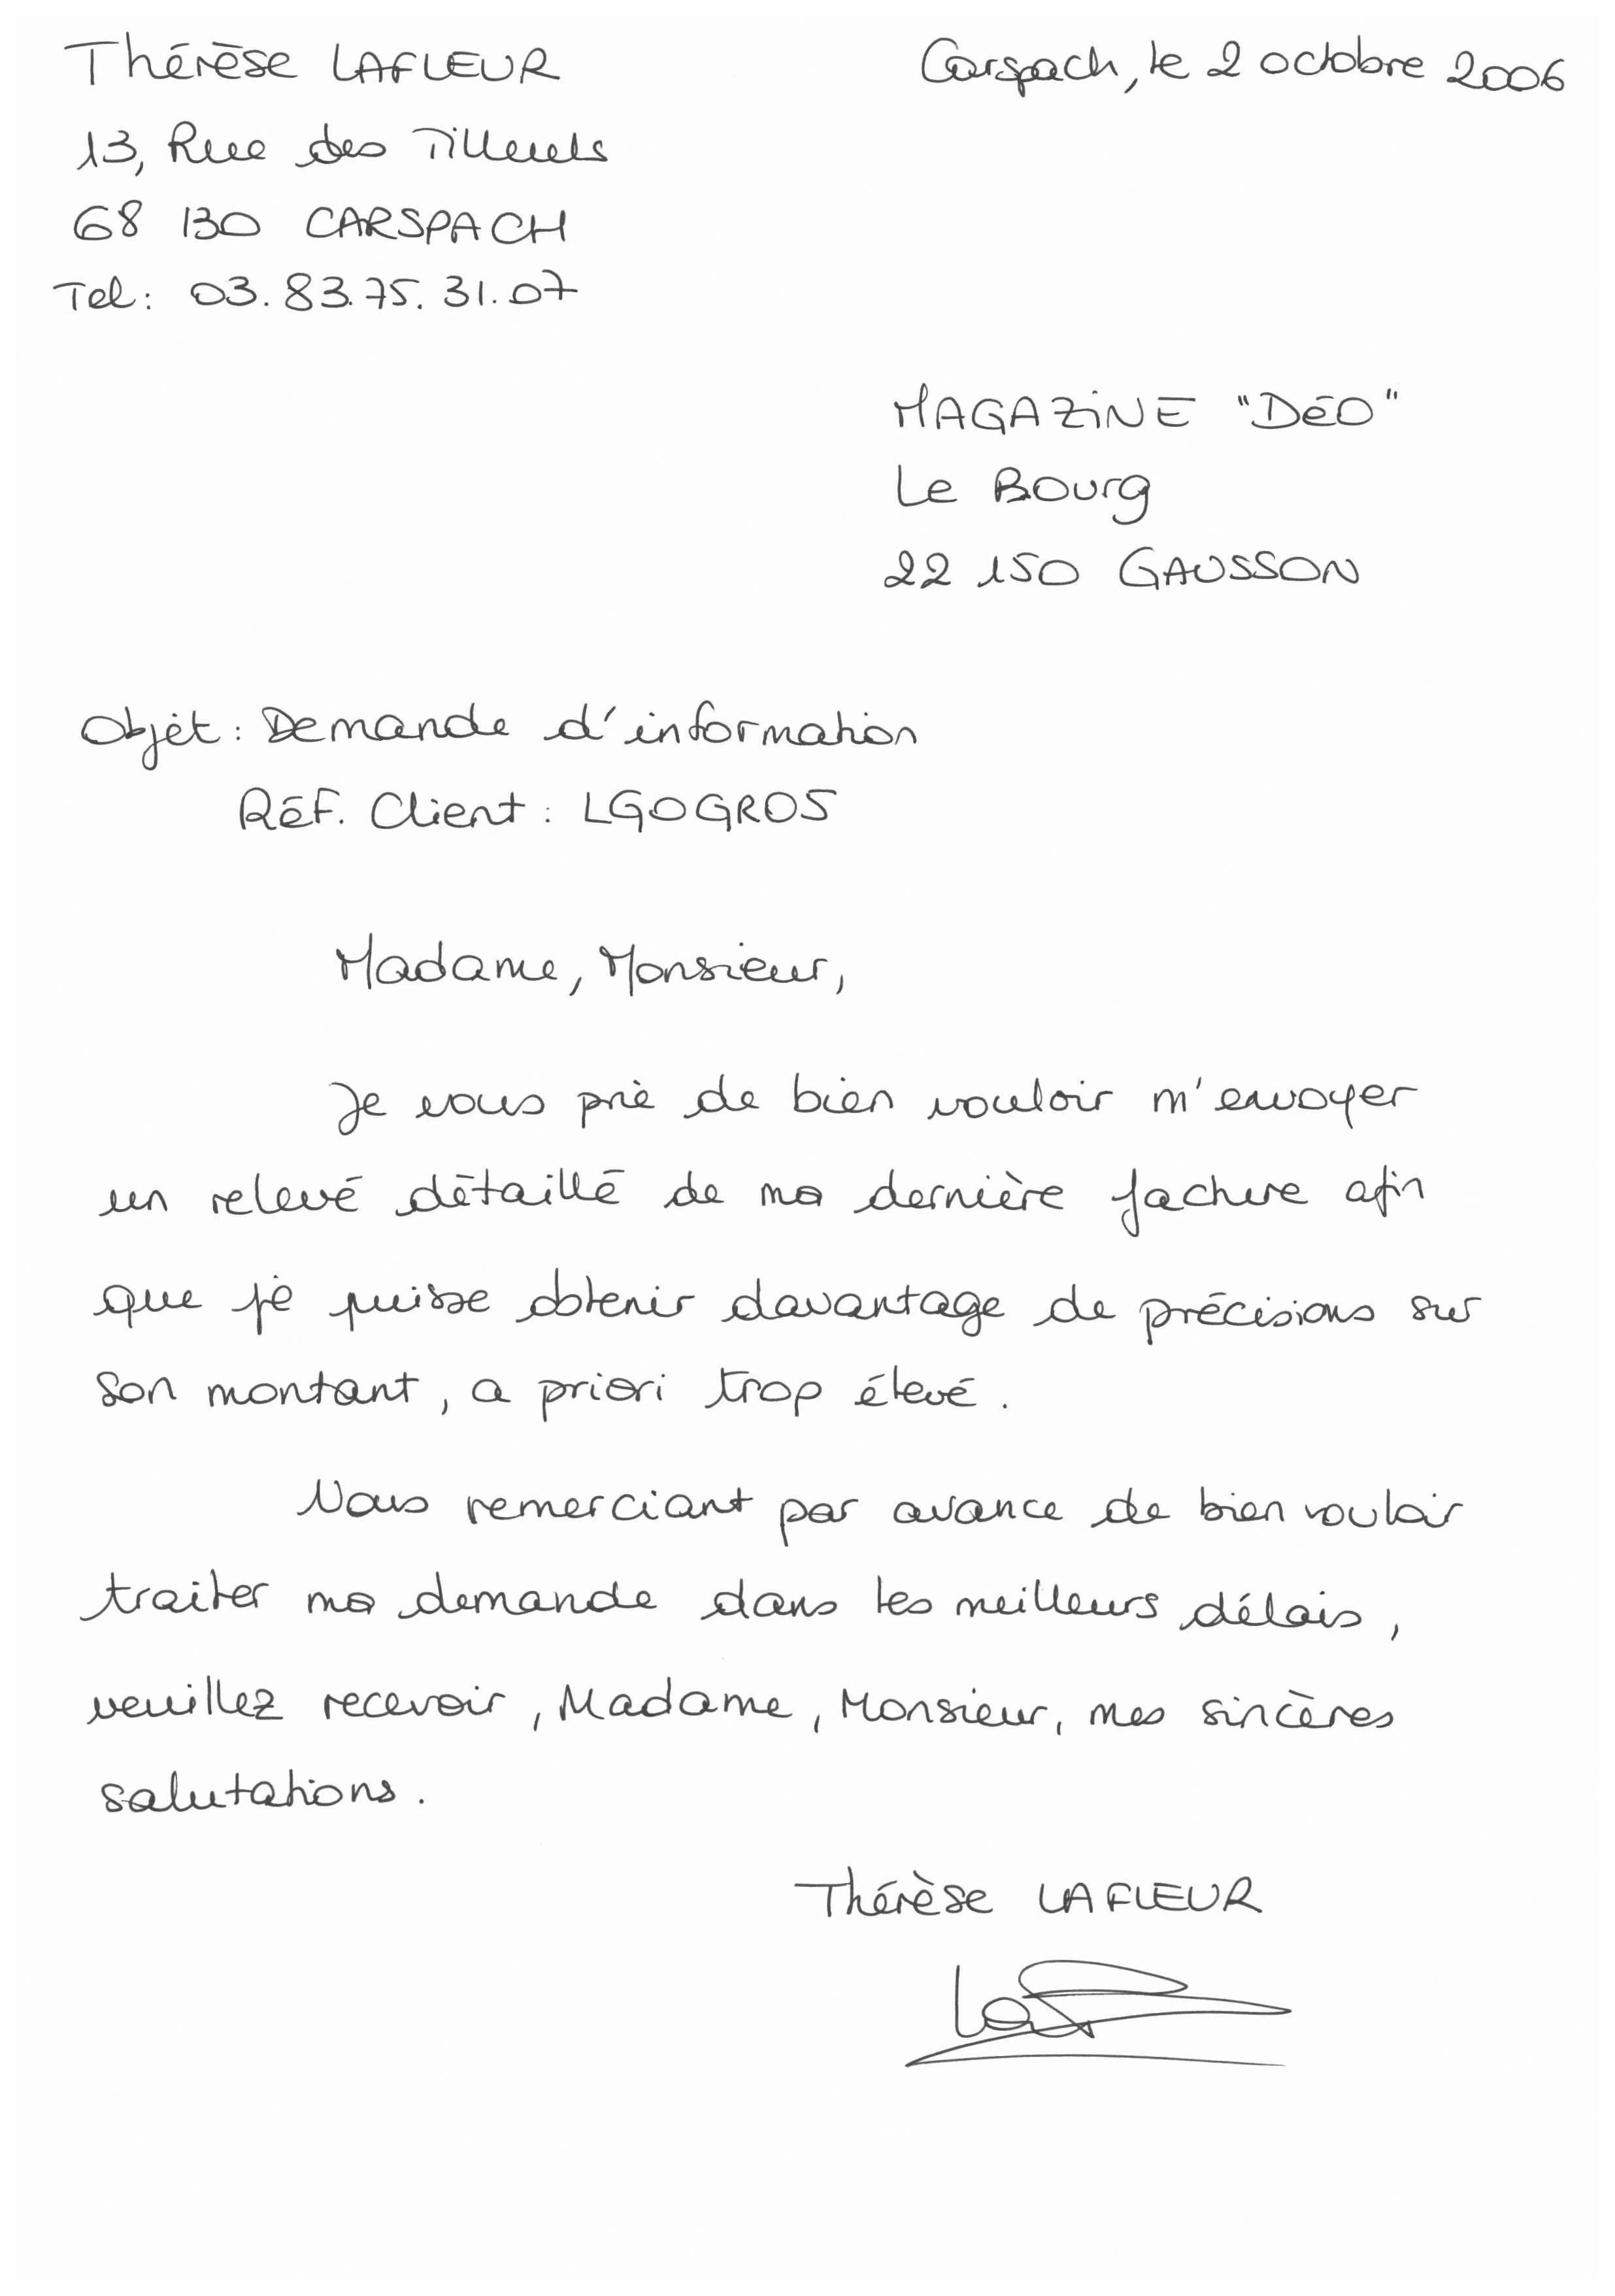 Thérèse LAFLEUR
Carspach, le 2 octobre 2006
13, Rue des Tilleuls
68 130 CARSPACH
Tel: 03.83.75.31.07
MAGAZINE "DÉO"
Le Bourg
22 150 GAUSSON
Objet: Demande d'information
Réf. Client: LGOGROS
Madame, Monsieur,
Je vous prie de bien vouloir m'envoyer
un relevé détaillé de ma dernière facture afin
que je puisse obtenir davantage de précisions sur
son montant, a priori trop élevé.
Vous remerciant par avance de bien vouloir
traiter ma demande dans les meilleurs délais,
veuillez recevoir, Madame, Monsieur, mes sincères
salutations.
Thérèse LAFLEUR